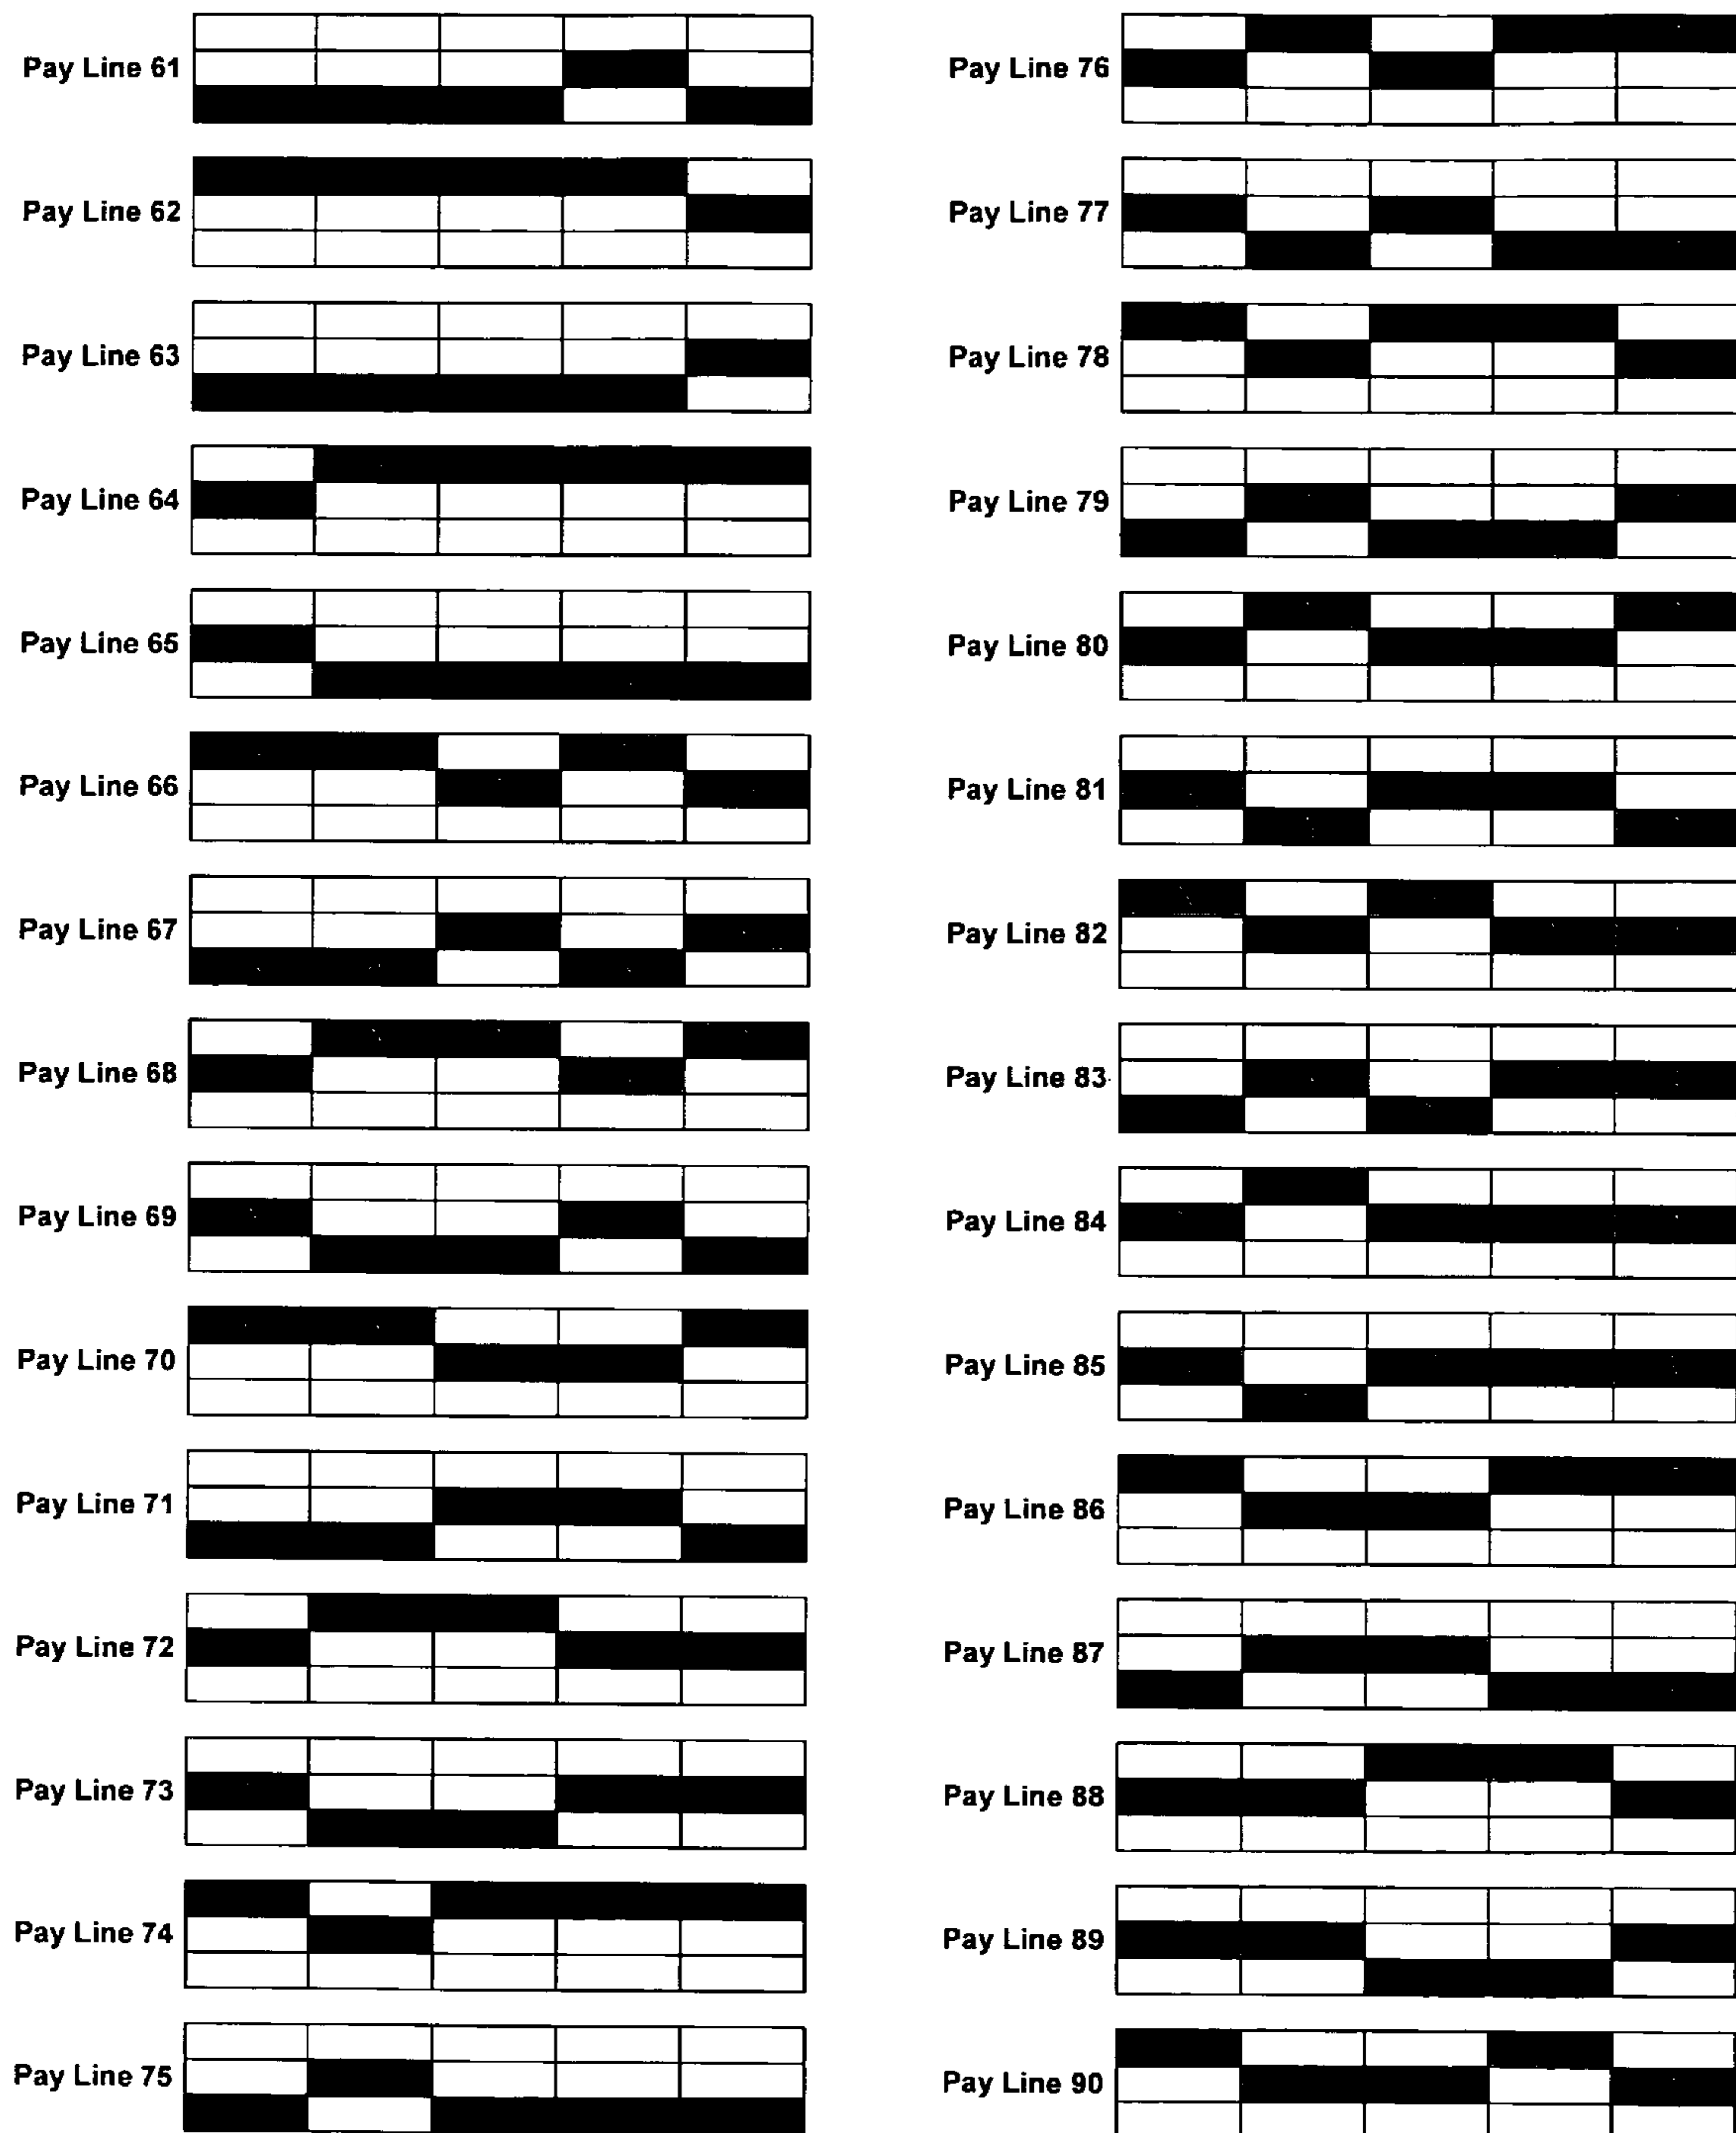 Pay Line 61
Pay Line 62
Pay Line 63
Pay Line 64
Pay Line 65
Pay Line 66
Pay Line 67
Pay Line 68
Pay Line 69
Pay Line 70
Pay Line 71
Pay Line 72
Pay Line 73
Pay Line 74
Pay Line 75
Pay Line 76
Pay Line 77
Pay Line 78
Pay Line 79
Pay Line 80
Pay Line 81
Pay Line 82
Pay Line 83
Pay Line 84
Pay Line 85
Pay Line 86
Pay Line 87
Pay Line 88
Pay Line 89
Pay Line 90